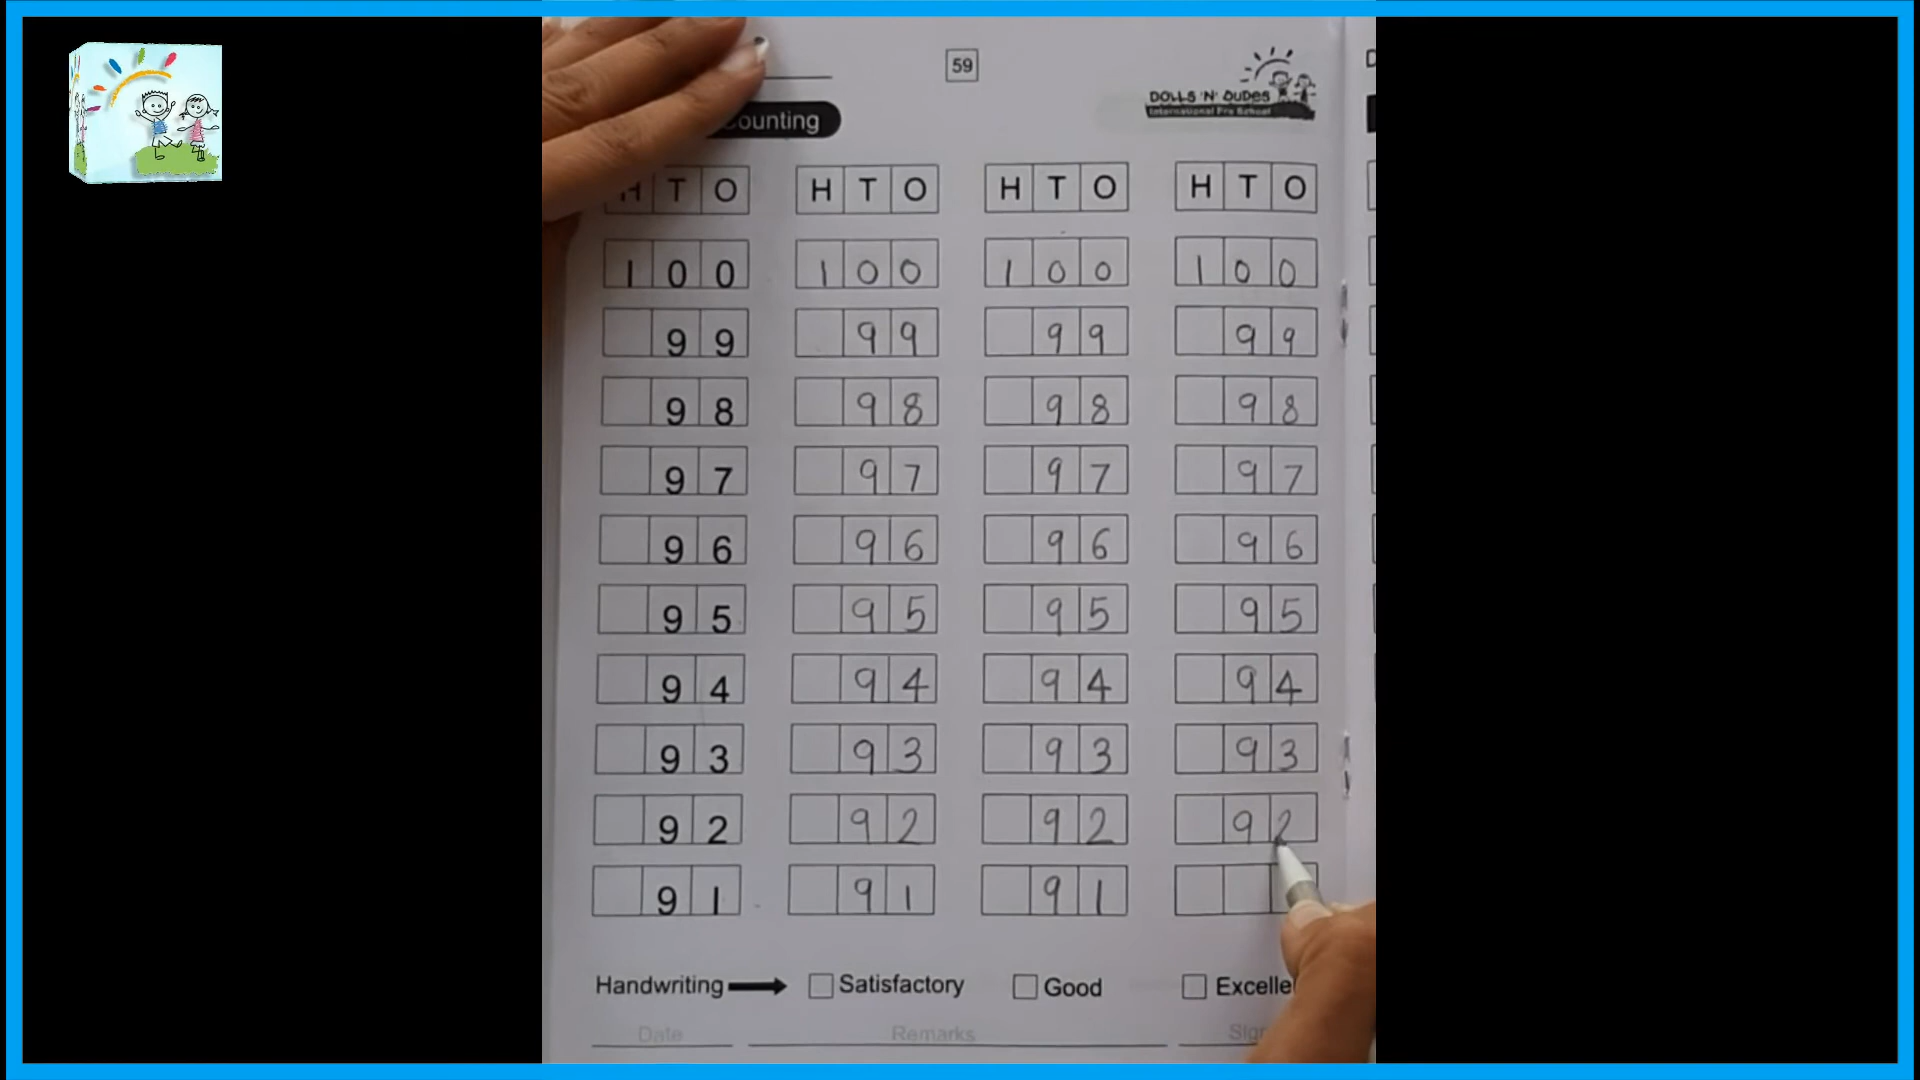 59
DOLLS 'N' DUDES
International Pre School
ounting
H T O H T O H T O H T O
1 0 0 1 0 0 1 0 0 1 0 0
9 9 9 9 9 9 9 9
9 8 9 8 9 8 9 8
9 7 9 7 9 7 9 7
9 6 9 6 9 6 9 6
9 5 9 5 9 5 9 5
9 4 9 4 9 4 9 4
9 3 9 3 9 3 9 3
9 2 9 2 9 2 9 2
9 1 9 1 9 1
Handwriting Satisfactory Good Excelle
Date Remarks Sign